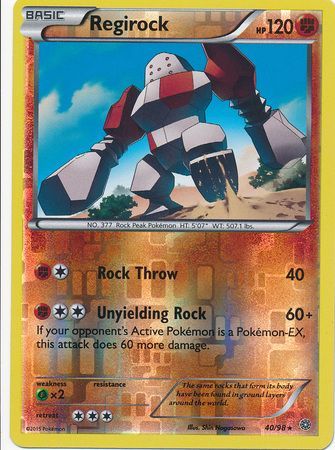 BASIC
Regirock
HP120
NO. 377 Rock Peak Pokémon HT: 5'07" WT: 507.1 lbs.
Rock Throw 40
Unyielding Rock 60+
If your opponent's Active Pokémon is a Pokémon-EX,
this attack does 60 more damage.
weakness resistance
×2
retreat
The same rocks that form its body
have been found in ground layers
around the world.
©2015 Pokémon
Illus. Shin Nagasawa
40/98★